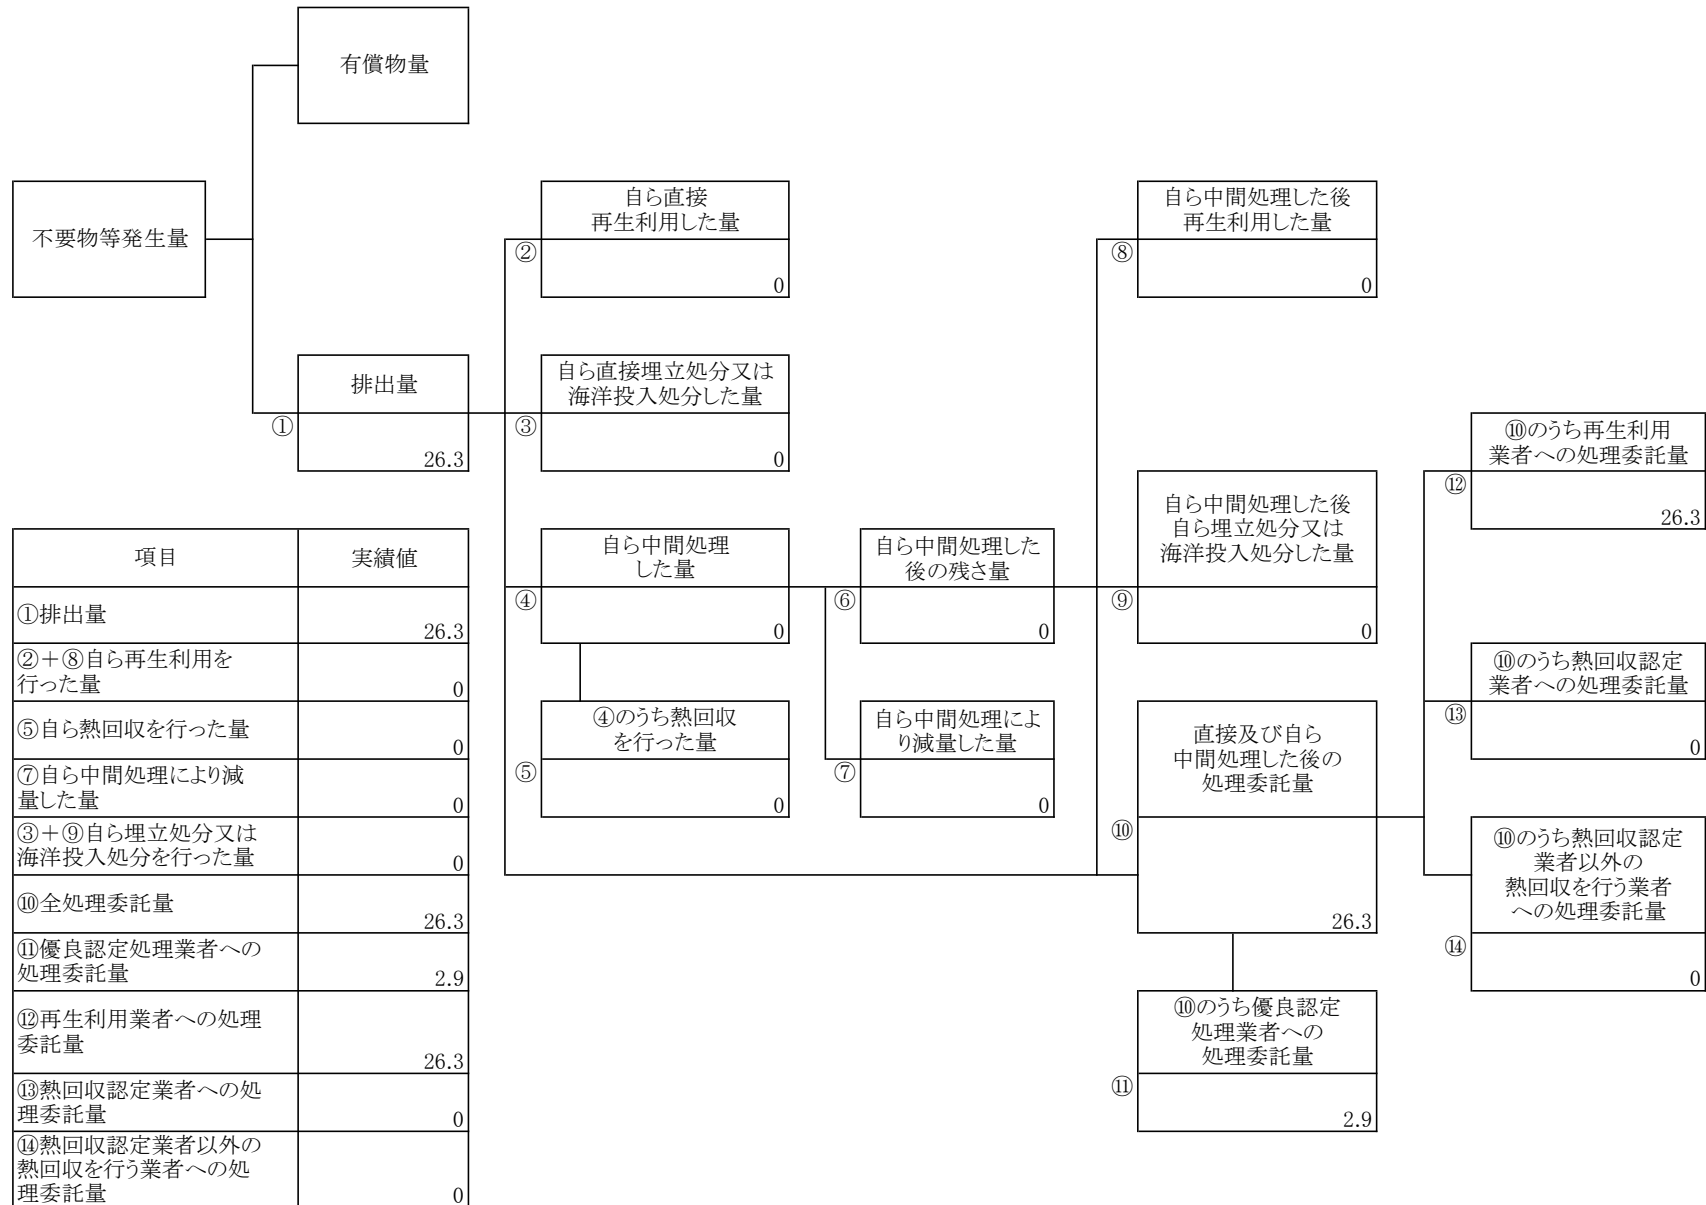 有償物量
不要物等発生量
自ら直接
再生利用した量
②
0
自ら中間処理した後
再生利用した量
⑧
0
排出量
①
26.3
自ら直接埋立処分又は
海洋投入処分した量
③
0
⑩のうち再生利用
業者への処理委託量
⑫
26.3
自ら中間処理
した量
④
0
自ら中間処理した
後の残さ量
⑥
0
自ら中間処理した後
自ら埋立処分又は
海洋投入処分した量
⑨
0
⑩のうち熱回収認定
業者への処理委託量
⑬
0
④のうち熱回収
を行った量
⑤
0
自ら中間処理によ
り減量した量
⑦
0
直接及び自ら
中間処理した後の
処理委託量
⑩
26.3
⑩のうち熱回収認定
業者以外の
熱回収を行う業者
への処理委託量
⑭
0
⑩のうち優良認定
処理業者への
処理委託量
⑪
2.9
項目 実績値
①排出量
26.3
②+⑧自ら再生利用を
行った量
0
⑤自ら熱回収を行った量
0
⑦自ら中間処理により減
量した量
0
③+⑨自ら埋立処分又は
海洋投入処分を行った量
0
⑩全処理委託量
26.3
⑪優良認定処理業者への
処理委託量
2.9
⑫再生利用業者への処理
委託量
26.3
⑬熱回収認定業者への処
理委託量
0
⑭熱回収認定業者以外の
熱回収を行う業者への処
理委託量
0